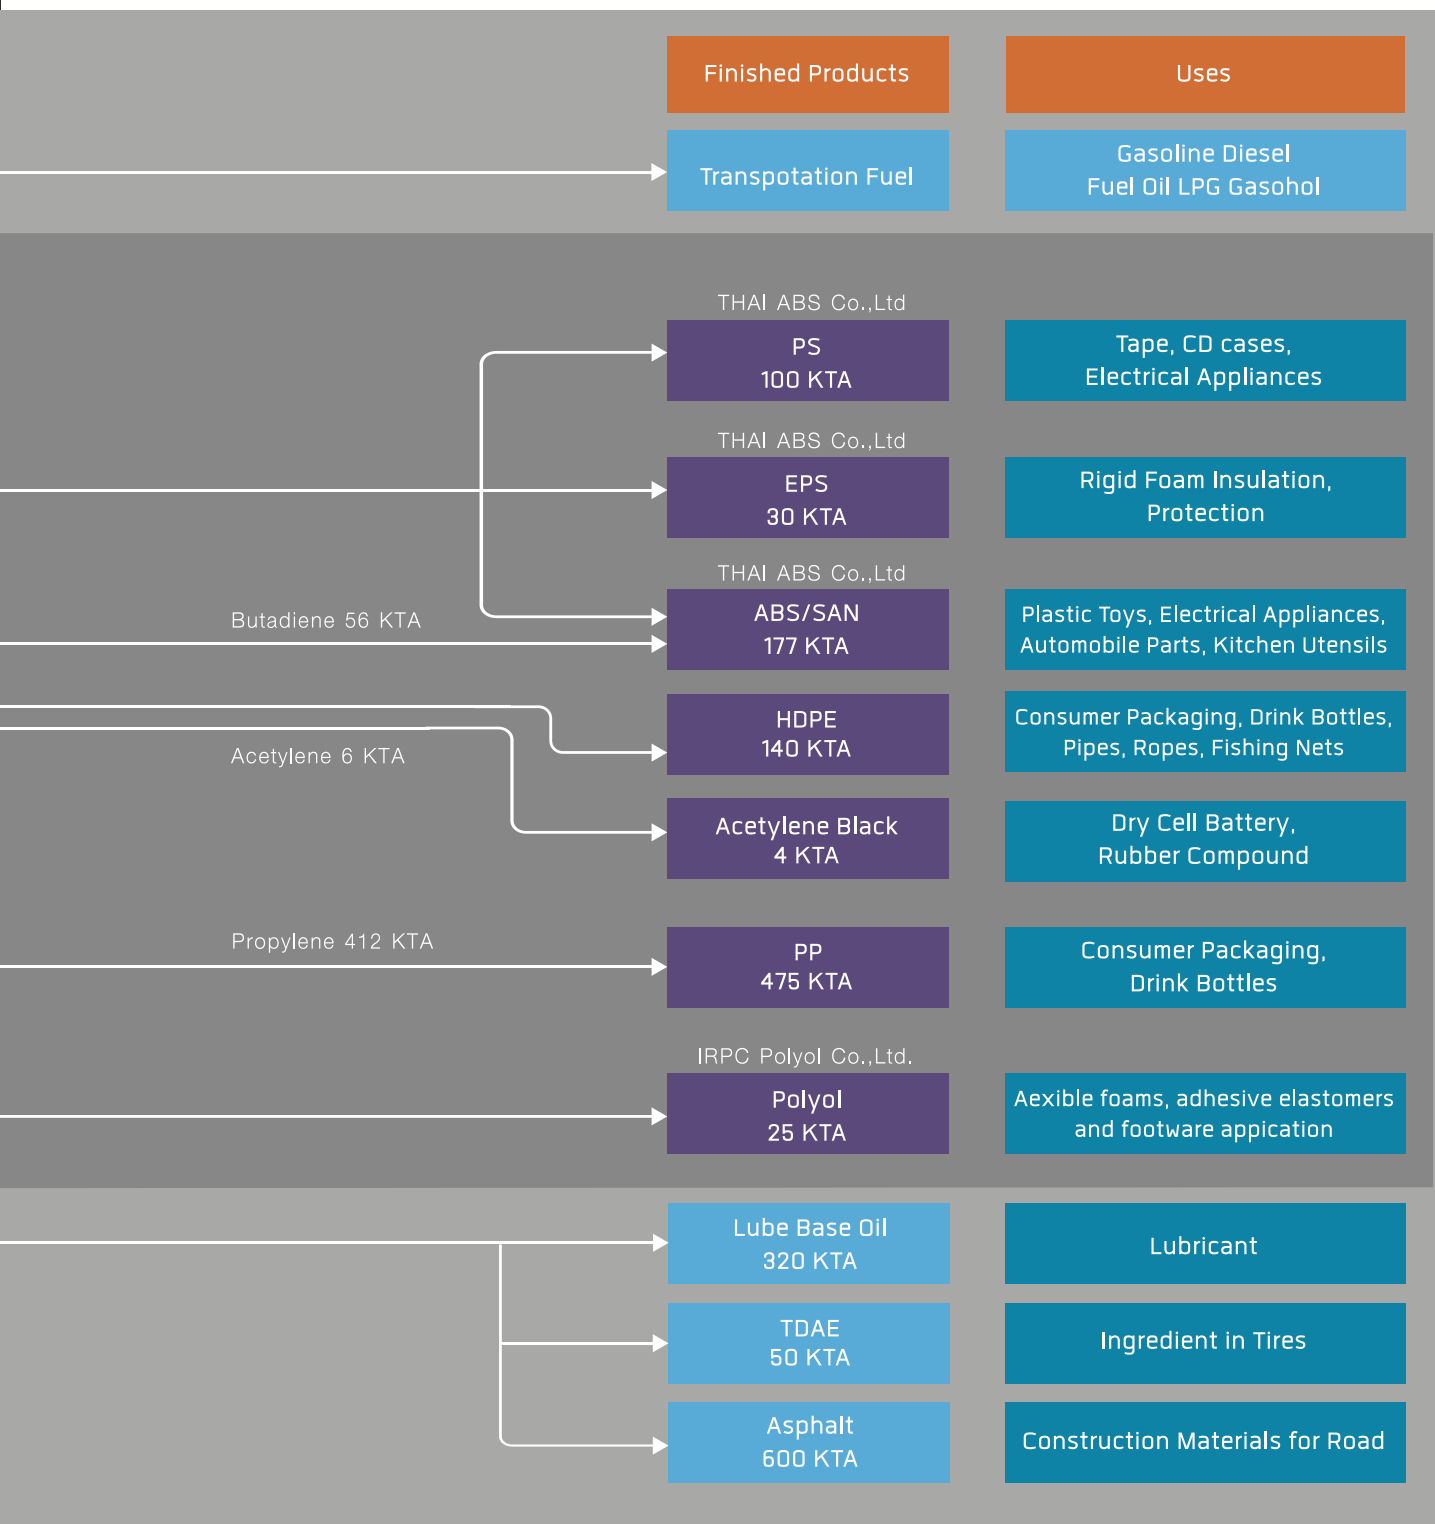 Finished Products
Uses
Transpotation Fuel
Gasoline Diesel
Fuel Oil LPG Gasohol
THAI ABS Co.,Ltd
PS
100 KTA
Tape, CD cases,
Electrical Appliances
THAI ABS Co.,Ltd
EPS
30 KTA
Rigid Foam Insulation,
Protection
THAI ABS Co.,Ltd
Butadiene 56 KTA
ABS/SAN
177 KTA
Plastic Toys, Electrical Appliances,
Automobile Parts, Kitchen Utensils
HDPE
140 KTA
Consumer Packaging, Drink Bottles,
Pipes, Ropes, Fishing Nets
Acetylene 6 KTA
Acetylene Black
4 KTA
Dry Cell Battery,
Rubber Compound
Propylene 412 KTA
PP
475 KTA
Consumer Packaging,
Drink Bottles
IRPC Polyol Co.,Ltd.
Polyol
25 KTA
Aexible foams, adhesive elastomers
and footware appication
Lube Base Oil
320 KTA
Lubricant
TDAE
50 KTA
Ingredient in Tires
Asphalt
600 KTA
Construction Materials for Road